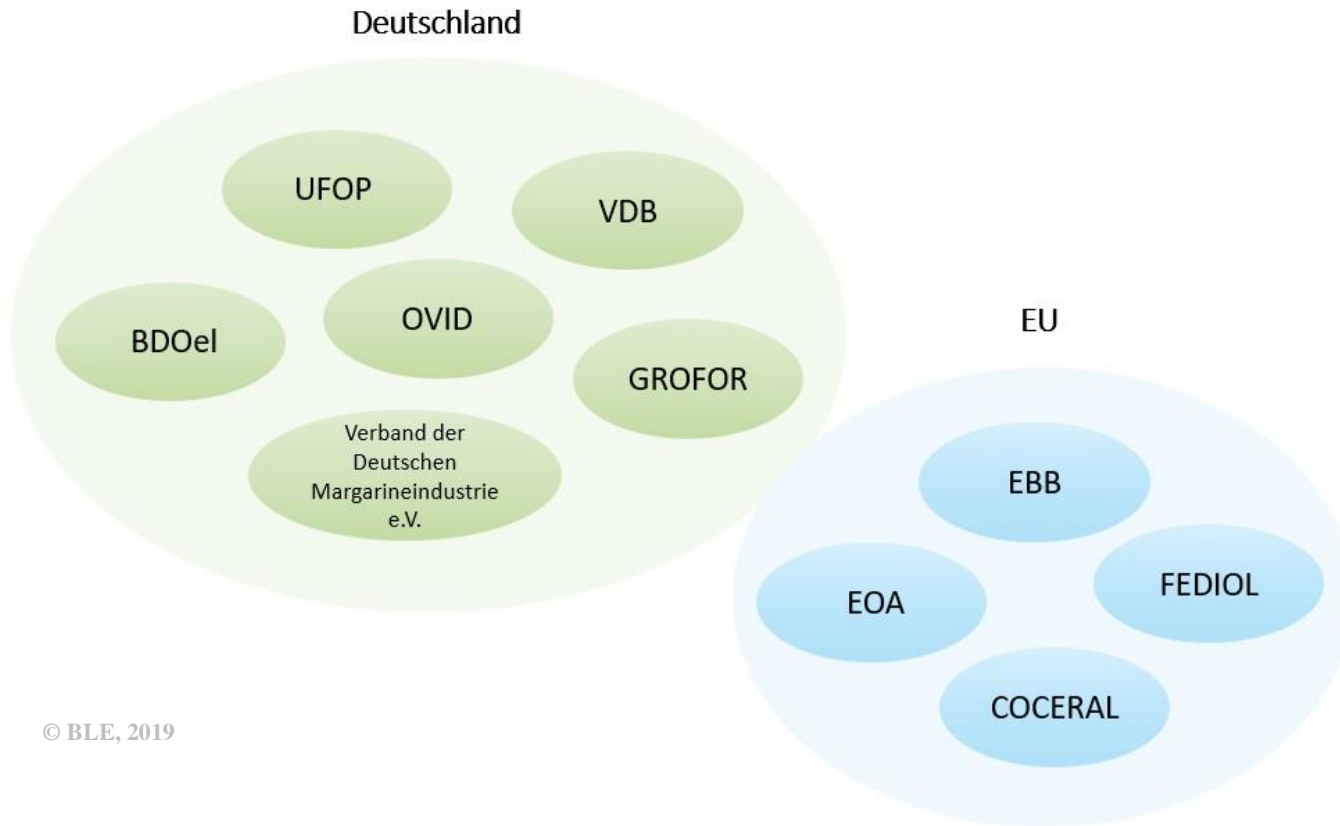 Deutschland
UFOP
VDB
OVID
BDOel
GROFOR
Verband der
Deutschen
Margarineindustrie
e.V.
EU
EBB
FEDIOL
EOA
COCERAL
© BLE, 2019